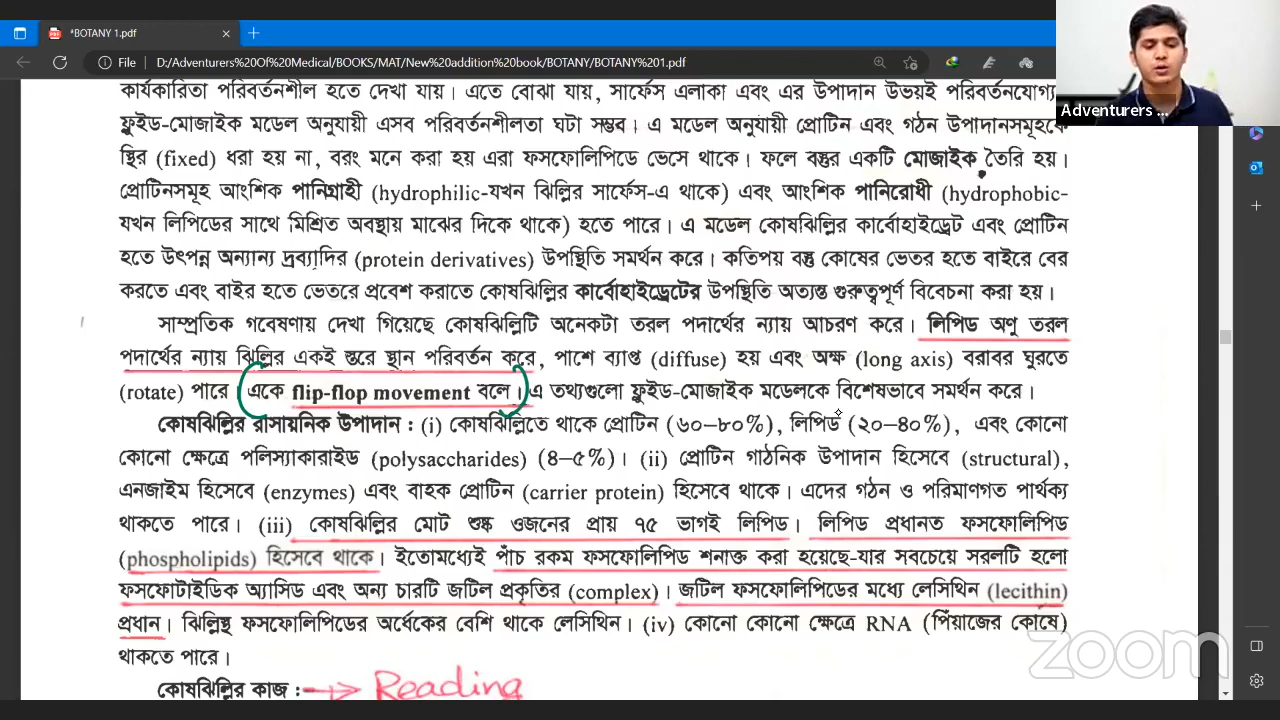 *BOTANY 1.pdf
File D:/Adventurers%20Of%20Medical/BOOKS/MAT/New%20addition%20book/BOTANY/BOTANY%201.pdf
Adventurers ...
কার্যকারিতা পরিবর্তনশীল হতে দেখা যায়। এতে বোঝা যায়, সার্ফেস এলাকা এবং এর উপাদান উভয়ই পরিবর্তনযোগ্য।
ফ্লুইড-মোজাইক মডেল অনুযায়ী এসব পরিবর্তনশীলতা ঘটা সম্ভব। এ মডেল অনুযায়ী প্রোটিন এবং গঠন উপাদানসমূহকে
স্থির (fixed) ধরা হয় না, বরং মনে করা হয় এরা ফসফোলিপিডে ভেসে থাকে। ফলে বস্তুর একটি মোজাইক তৈরি হয়।
প্রোটিনসমূহ আংশিক পানিগ্রাহী (hydrophilic-যখন ঝিল্লির সার্ফেস-এ থাকে) এবং আংশিক পানিরোধী (hydrophobic-
যখন লিপিডের সাথে মিশ্রিত অবস্থায় মাঝের দিকে থাকে) হতে পারে। এ মডেল কোষঝিল্লির কার্বোহাইড্রেট এবং প্রোটিন
হতে উৎপন্ন অন্যান্য দ্রব্যাদির (protein derivatives) উপস্থিতি সমর্থন করে। কতিপয় বস্তু কোষের ভেতর হতে বাইরে বের
করতে এবং বাইর হতে ভেতরে প্রবেশ করাতে কোষঝিল্লির কার্বোহাইড্রেটের উপস্থিতি অত্যন্ত গুরুত্বপূর্ণ বিবেচনা করা হয়।
সাম্প্রতিক গবেষণায় দেখা গিয়েছে কোষঝিল্লিটি অনেকটা তরল পদার্থের ন্যায় আচরণ করে। লিপিড অণু তরল
পদার্থের ন্যায় ঝিল্লির একই স্তরে স্থান পরিবর্তন করে, পাশে ব্যাপ্ত (diffuse) হয় এবং অক্ষ (long axis) বরাবর ঘুরতে
(rotate) পারে। একে flip-flop movement বলে। এ তথ্যগুলো ফ্লুইড-মোজাইক মডেলকে বিশেষভাবে সমর্থন করে।
কোষঝিল্লির রাসায়নিক উপাদান : (i) কোষঝিল্লিতে থাকে প্রোটিন (৬০–৮০%), লিপিড (২০–৪০%), এবং কোনো
কোনো ক্ষেত্রে পলিস্যাকারাইড (polysaccharides) (৪–৫%)। (ii) প্রোটিন গাঠনিক উপাদান হিসেবে (structural),
এনজাইম হিসেবে (enzymes) এবং বাহক প্রোটিন (carrier protein) হিসেবে থাকে। এদের গঠন ও পরিমাণগত পার্থক্য
থাকতে পারে। (iii) কোষঝিল্লির মোট শুষ্ক ওজনের প্রায় ৭৫ ভাগই লিপিড। লিপিড প্রধানত ফসফোলিপিড
(phospholipids) হিসেবে থাকে। ইতোমধ্যেই পাঁচ রকম ফসফোলিপিড শনাক্ত করা হয়েছে-যার সবচেয়ে সরলটি হলো
ফসফোটাইডিক অ্যাসিড এবং অন্য চারটি জটিল প্রকৃতির (complex)। জটিল ফসফোলিপিডের মধ্যে লেসিথিন (lecithin)
প্রধান। ঝিল্লিস্থ ফসফোলিপিডের অর্ধেকের বেশি থাকে লেসিথিন। (iv) কোনো কোনো ক্ষেত্রে RNA (পিঁয়াজের কোষে)
থাকতে পারে।
কোষঝিল্লির কাজ : Reading
zoom